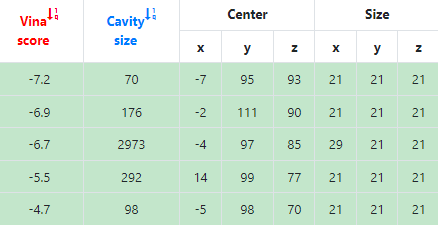 Vina score Cavity size Center Size
x y z x y z
-7.2 70 -7 95 93 21 21 21
-6.9 176 -2 111 90 21 21 21
-6.7 2973 -4 97 85 29 21 21
-5.5 292 14 99 77 21 21 21
-4.7 98 -5 98 70 21 21 21